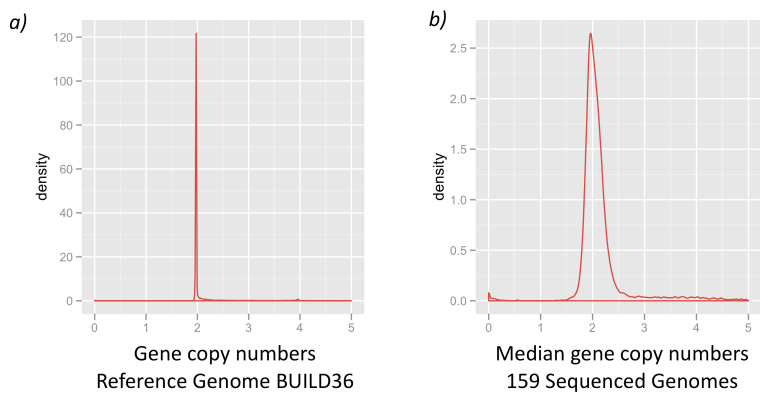 a)
120
100
80
60
40
20
0
density
0 1 2 3 4 5
Gene copy numbers
Reference Genome BUILD36
b)
2.5
2.0
1.5
1.0
0.5
0.0
density
0 1 2 3 4 5
Median gene copy numbers
159 Sequenced Genomes